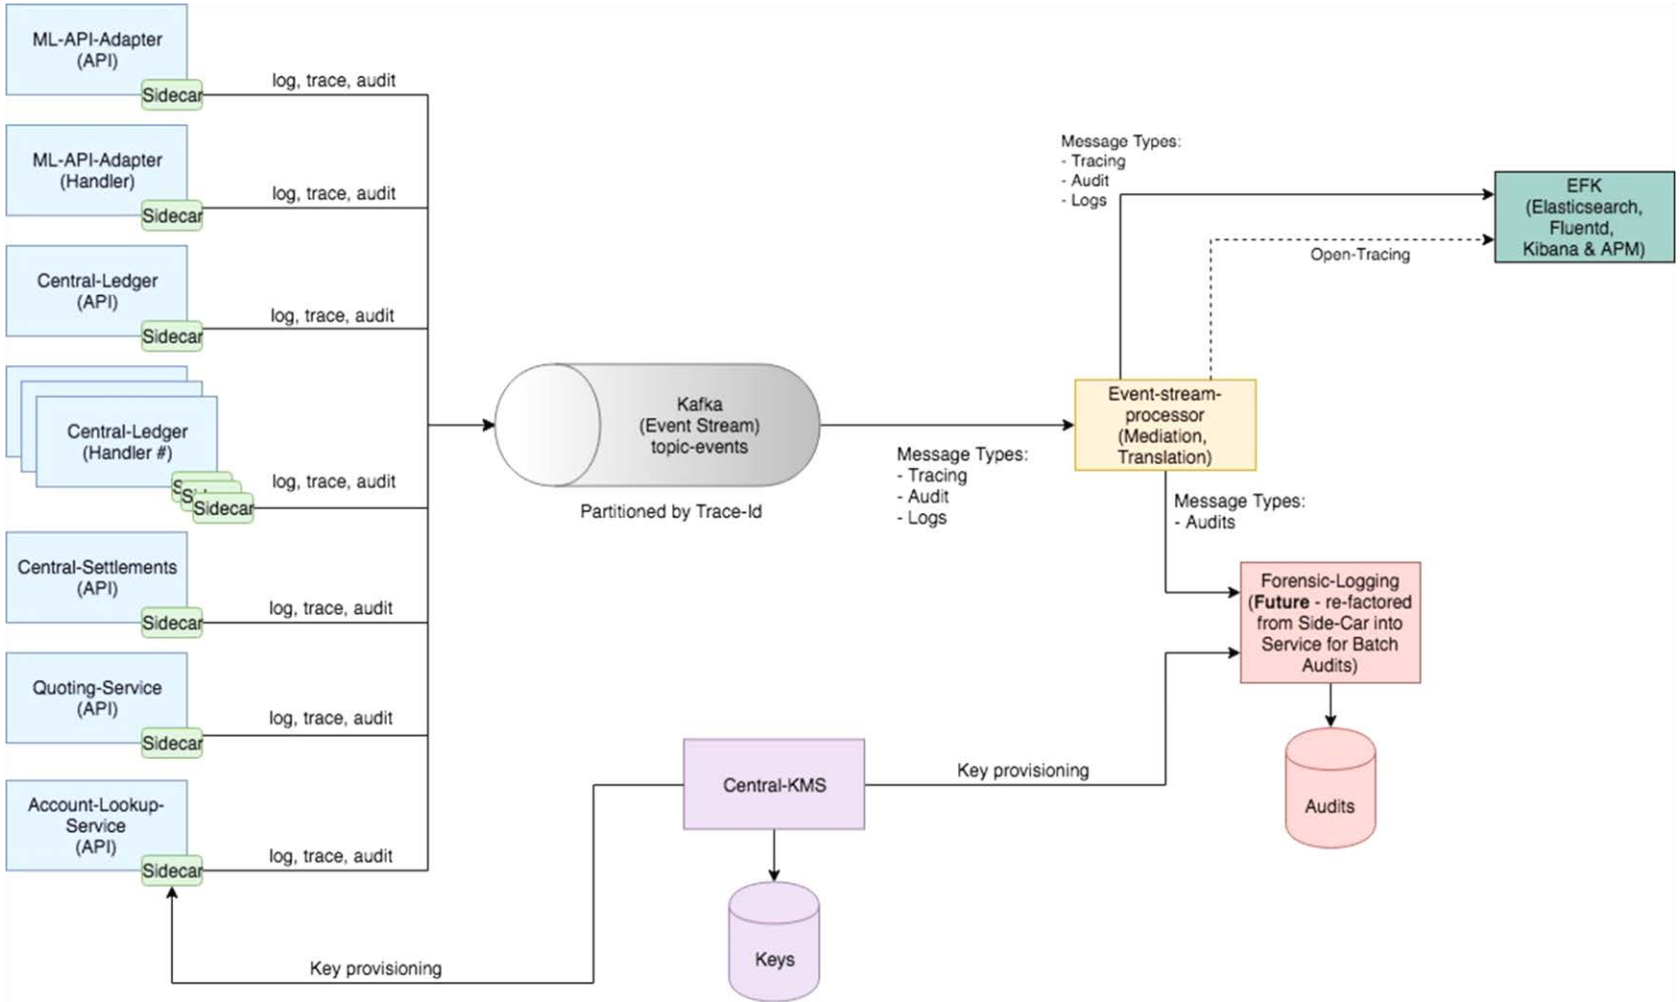 ML-API-Adapter
(API)
Sidecar
log, trace, audit
ML-API-Adapter
(Handler)
Sidecar
log, trace, audit
Central-Ledger
(API)
Sidecar
log, trace, audit
Central-Ledger
(Handler #)
Sidecar
log, trace, audit
Central-Settlements
(API)
Sidecar
log, trace, audit
Quoting-Service
(API)
Sidecar
log, trace, audit
Account-Lookup-
Service
(API)
Sidecar
log, trace, audit
Key provisioning
Kafka
(Event Stream)
topic-events
Partitioned by Trace-Id
Message Types:
- Tracing
- Audit
- Logs
Event-stream-
processor
(Mediation,
Translation)
Message Types:
- Tracing
- Audit
- Logs
Open-Tracing
EFK
(Elasticsearch,
Fluentd,
Kibana & APM)
Message Types:
- Audits
Forensic-Logging
(Future - re-factored
from Side-Car into
Service for Batch
Audits)
Audits
Central-KMS
Key provisioning
Keys